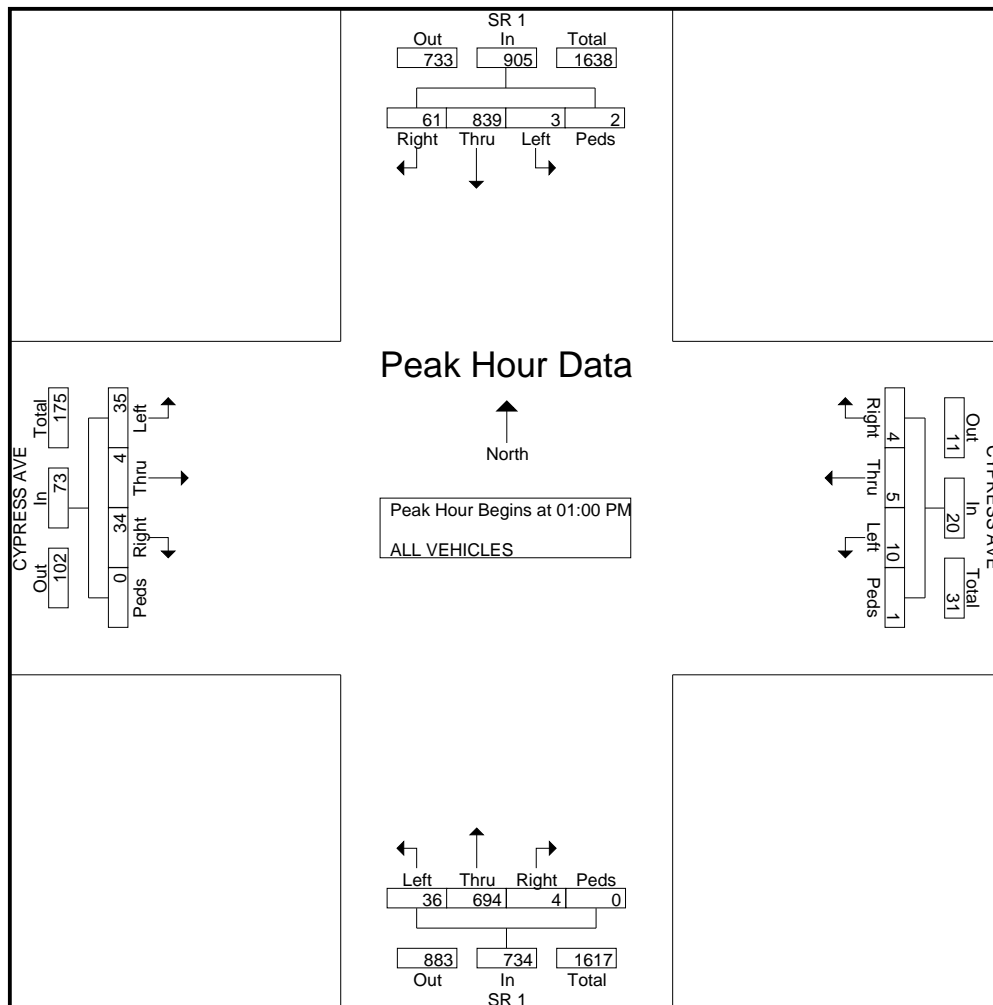 SR 1
Out In Total
733 905 1638
61 839 3 2
Right Thru Left Peds
Peak Hour Data
North
Peak Hour Begins at 01:00 PM
ALL VEHICLES
CYPRESS AVE
Total In Out
175 73 102
35 4 34 0
Left Thru Right Peds
Right Thru Left Peds
4 5 10 1
Out In Total
11 20 31
CYPRESS AVE
Left Thru Right Peds
36 694 4 0
883 734 1617
Out In Total
SR 1